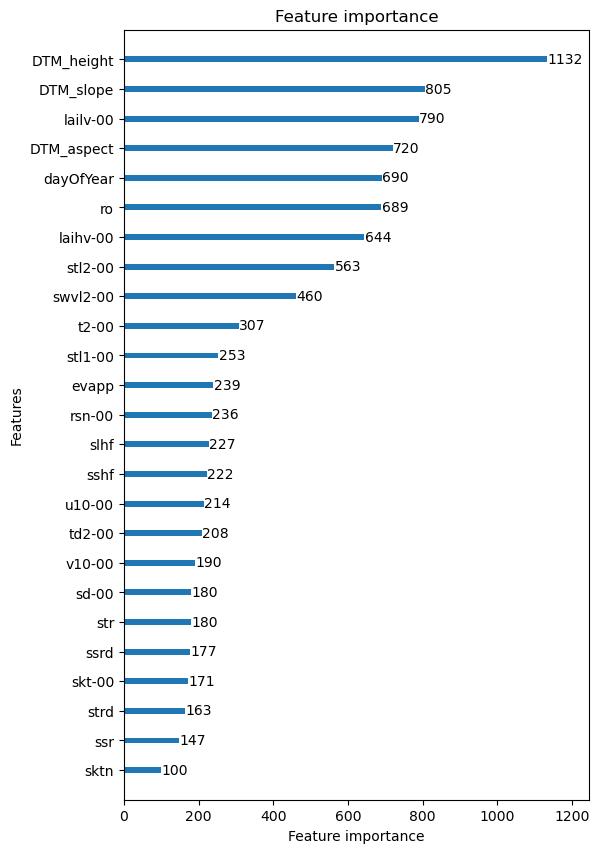 Feature importance
DTM_height 1132
DTM_slope 805
lailv-00 790
DTM_aspect 720
dayOfYear 690
ro 689
laihv-00 644
stl2-00 563
swvl2-00 460
t2-00 307
stl1-00 253
evapp 239
rsn-00 236
slhf 227
sshf 222
u10-00 214
td2-00 208
v10-00 190
sd-00 180
str 180
ssrd 177
skt-00 171
strd 163
ssr 147
sktn 100
Features
0 200 400 600 800 1000 1200
Feature importance